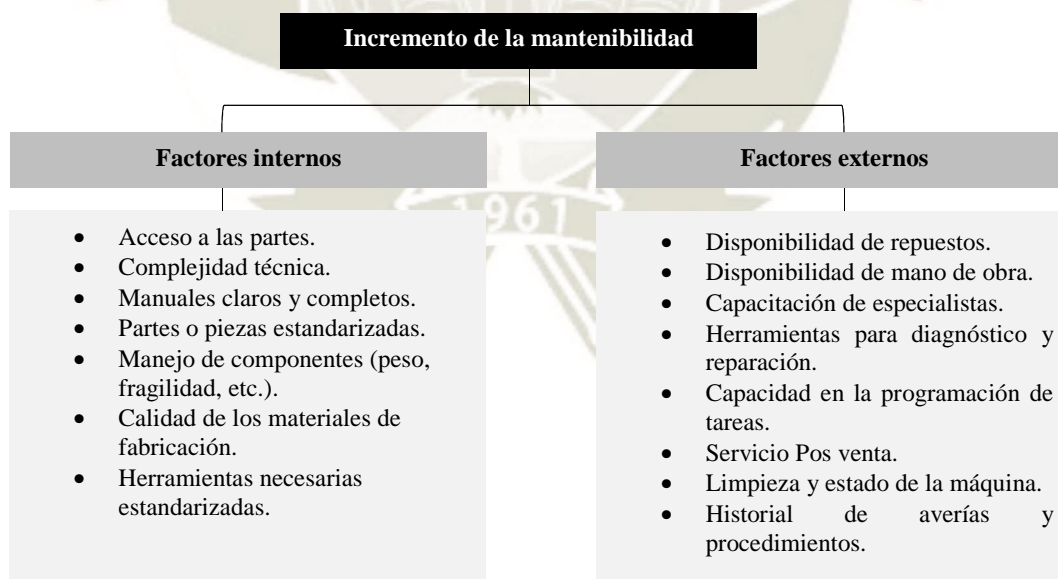 Incremento de la mantenibilidad
Factores internos
• Acceso a las partes.
• Complejidad técnica.
• Manuales claros y completos.
• Partes o piezas estandarizadas.
• Manejo de componentes (peso,
fragilidad, etc.).
• Calidad de los materiales de
fabricación.
• Herramientas necesarias
estandarizadas.
Factores externos
• Disponibilidad de repuestos.
• Disponibilidad de mano de obra.
• Capacitación de especialistas.
• Herramientas para diagnóstico y
reparación.
• Capacidad en la programación de
tareas.
• Servicio Pos venta.
• Limpieza y estado de la máquina.
• Historial de averías y
procedimientos.
1961